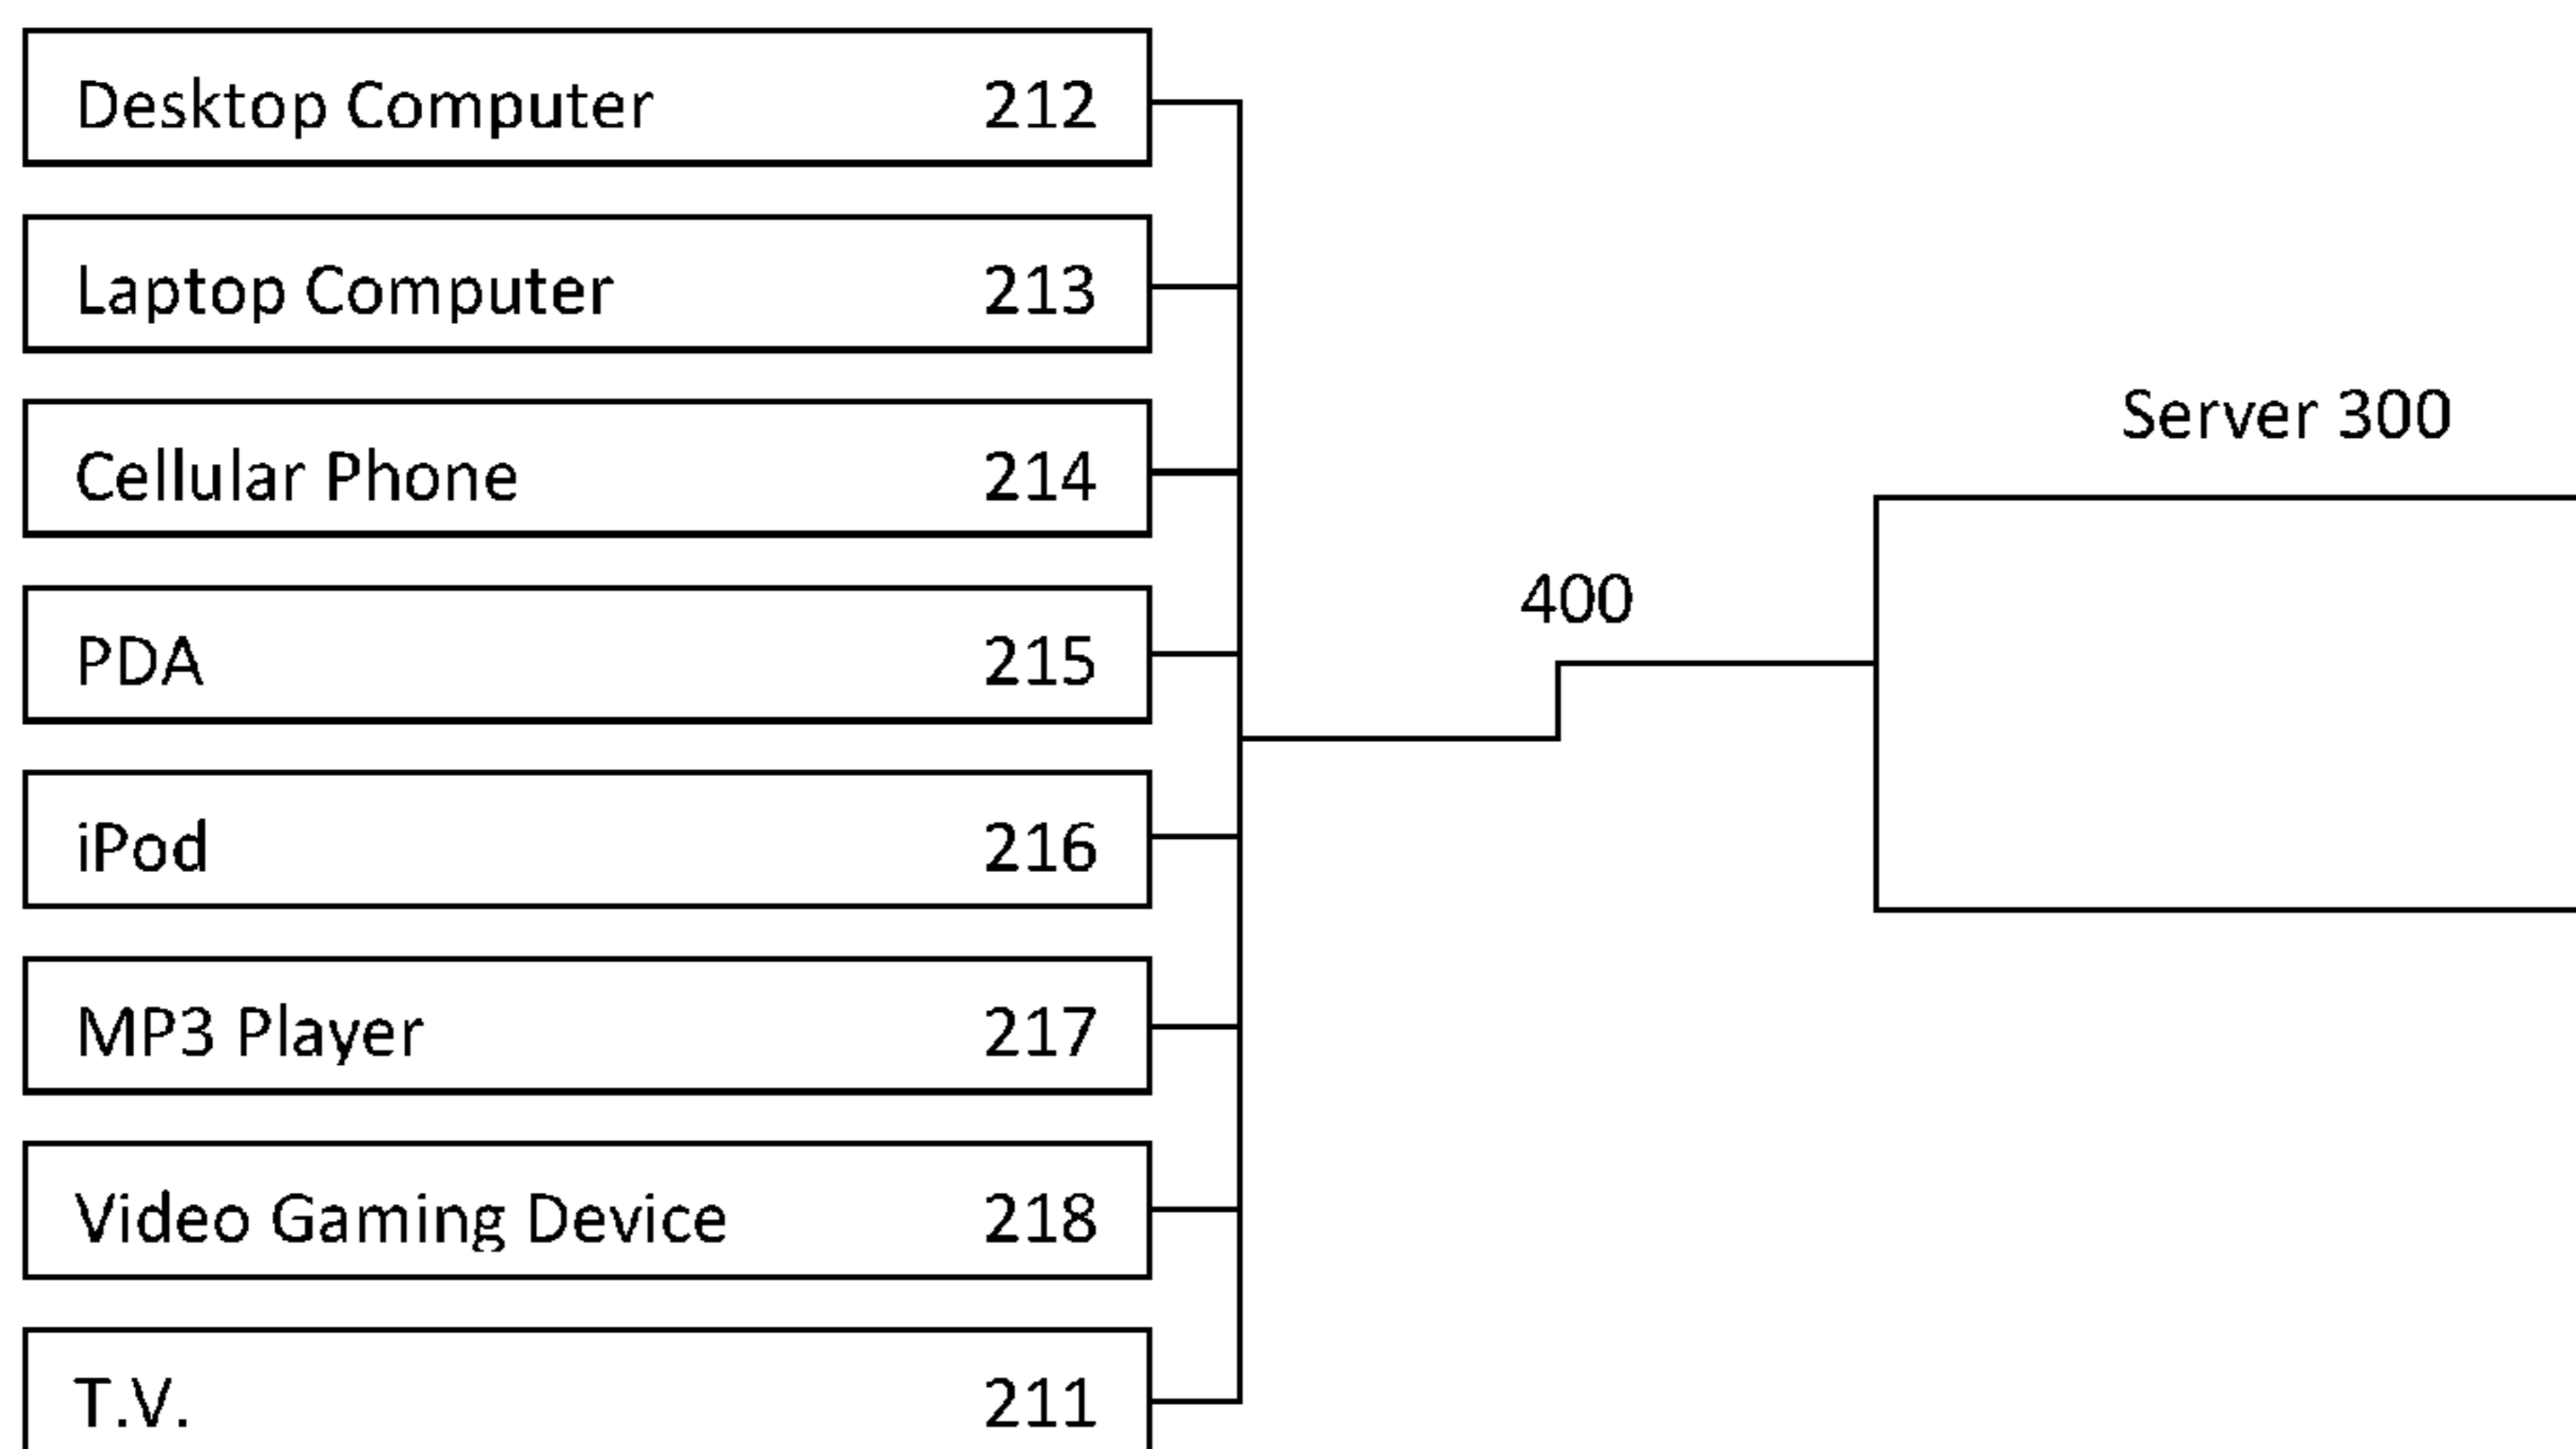 Desktop Computer 212
Laptop Computer 213
Server 300
Cellular Phone 214
400
PDA 215
iPod 216
MP3 Player 217
Video Gaming Device 218
T.V. 211